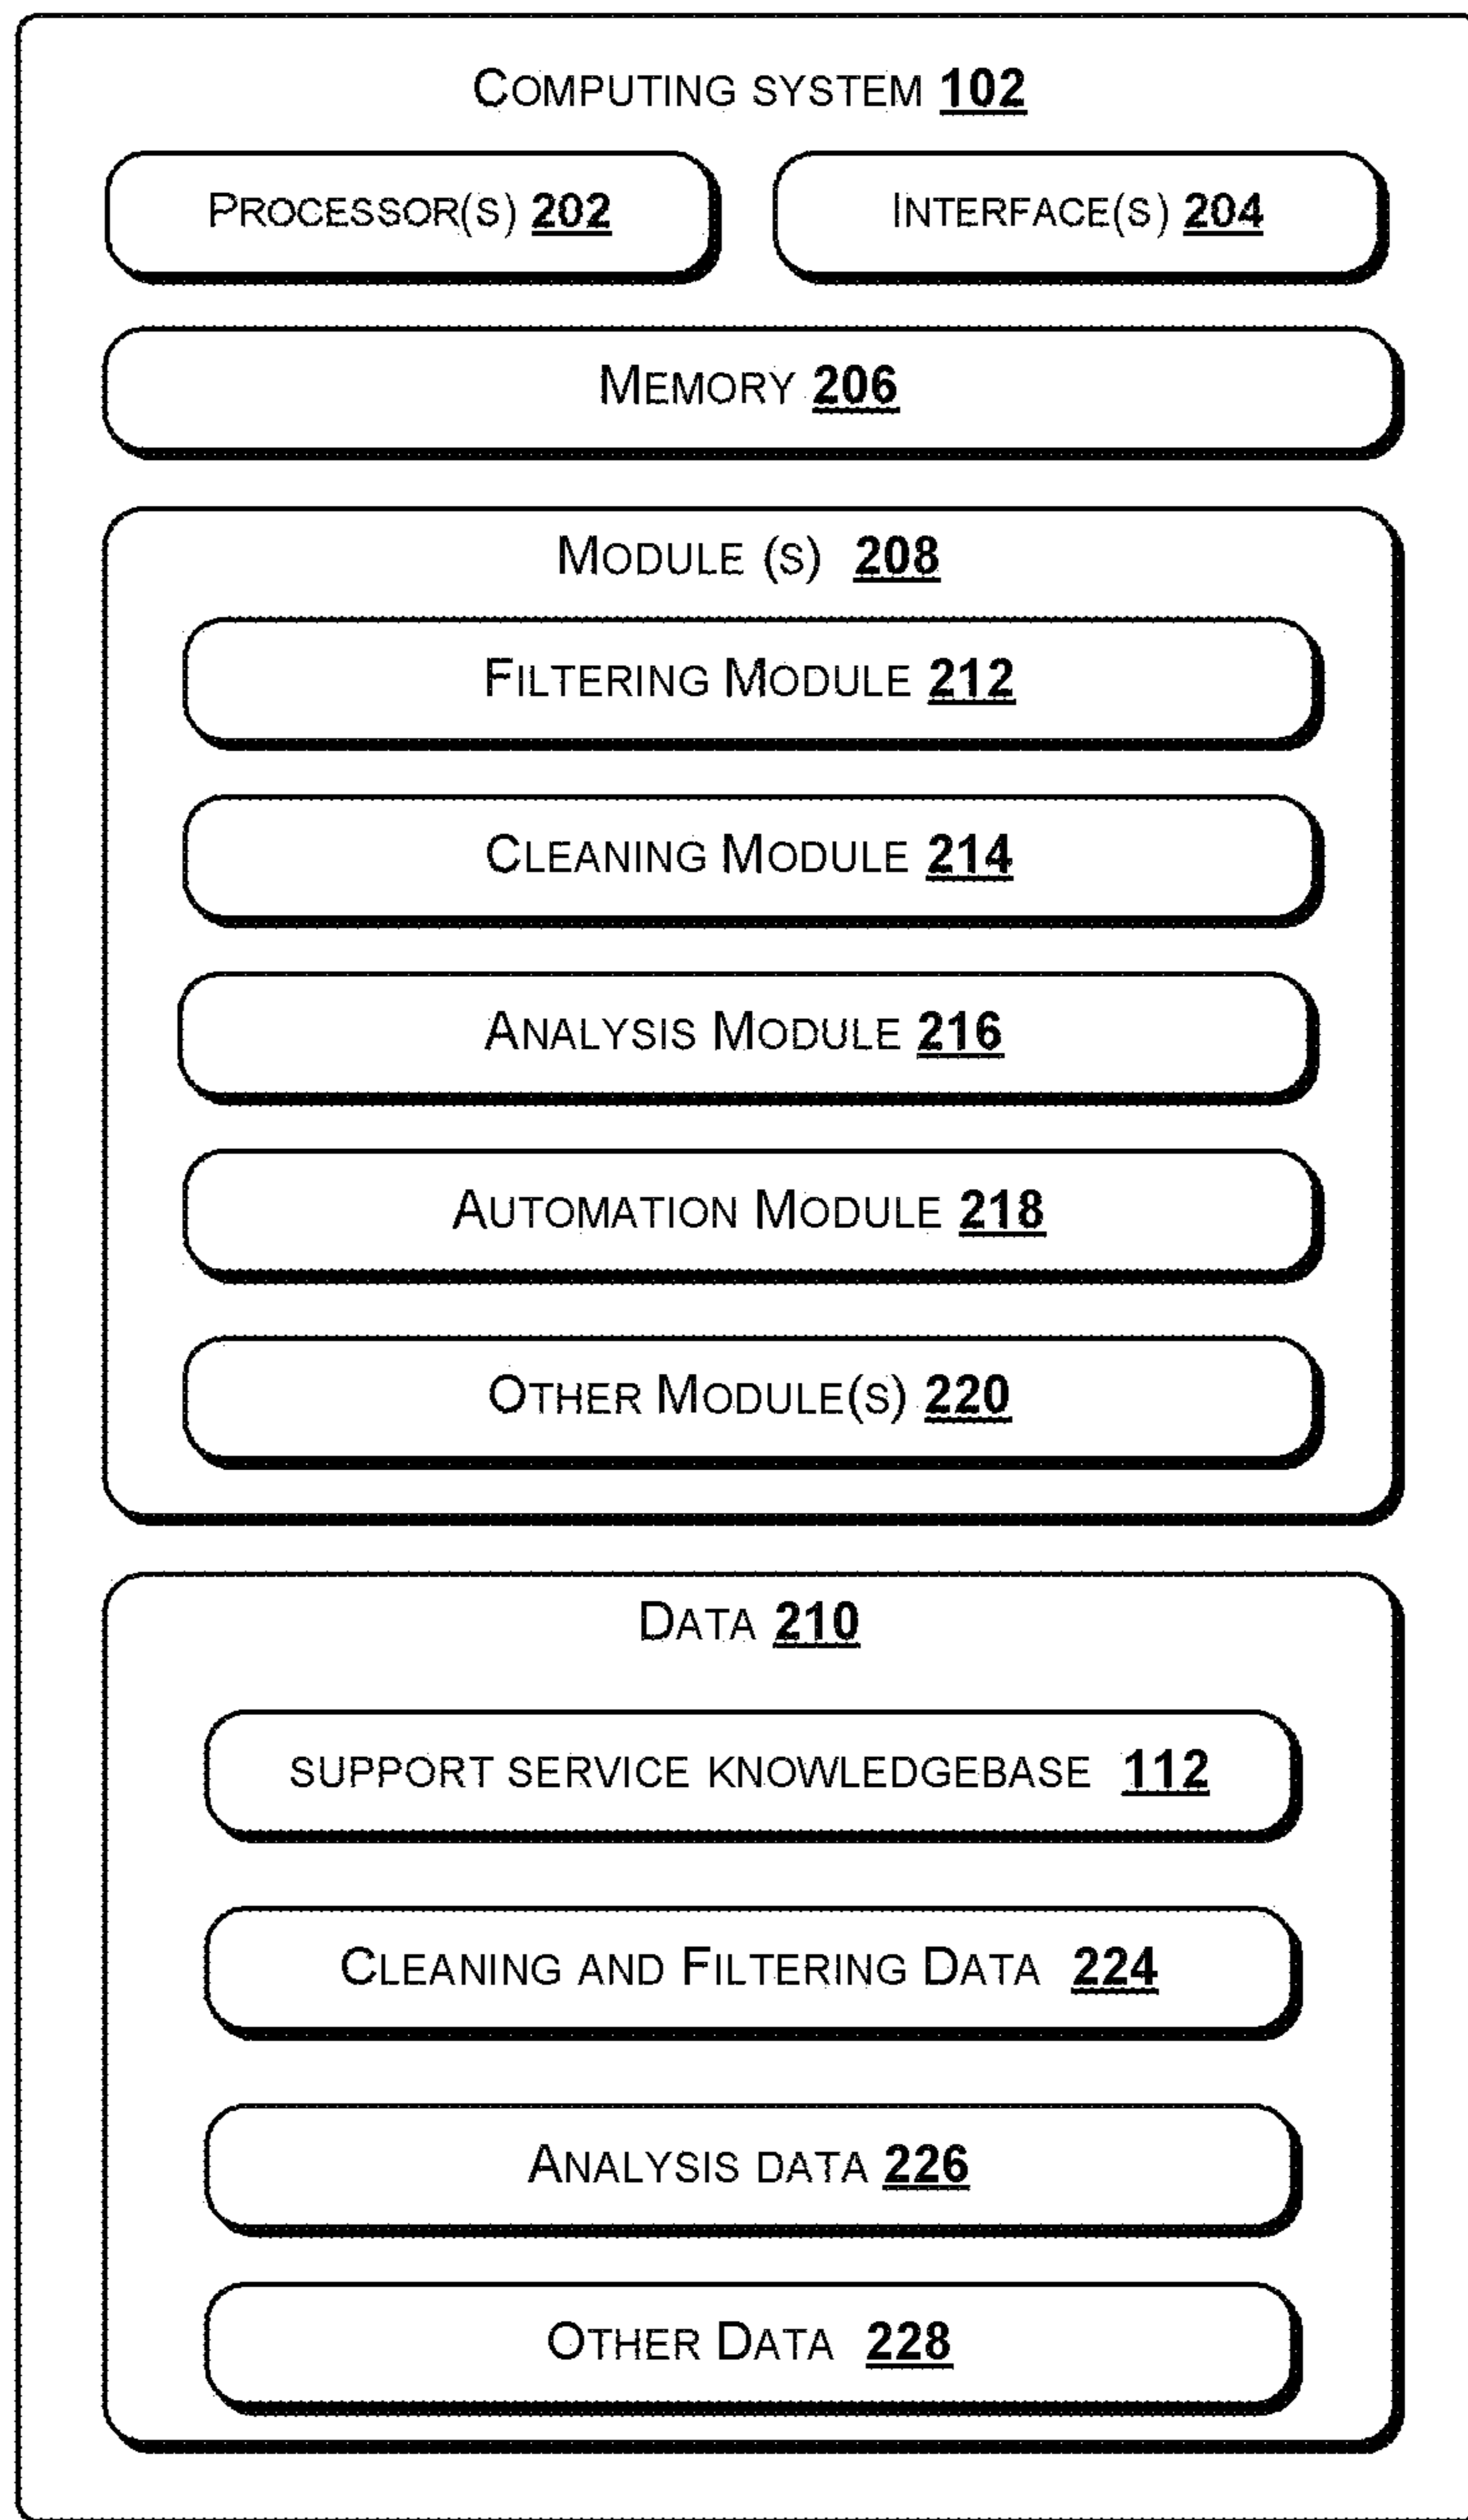 COMPUTING SYSTEM 102
PROCESSOR(S) 202
INTERFACE(S) 204
MEMORY 206
MODULE (S) 208
FILTERING MODULE 212
CLEANING MODULE 214
ANALYSIS MODULE 216
AUTOMATION MODULE 218
OTHER MODULE(S) 220
DATA 210
SUPPORT SERVICE KNOWLEDGEBASE 112
CLEANING AND FILTERING DATA 224
ANALYSIS DATA 226
OTHER DATA 228